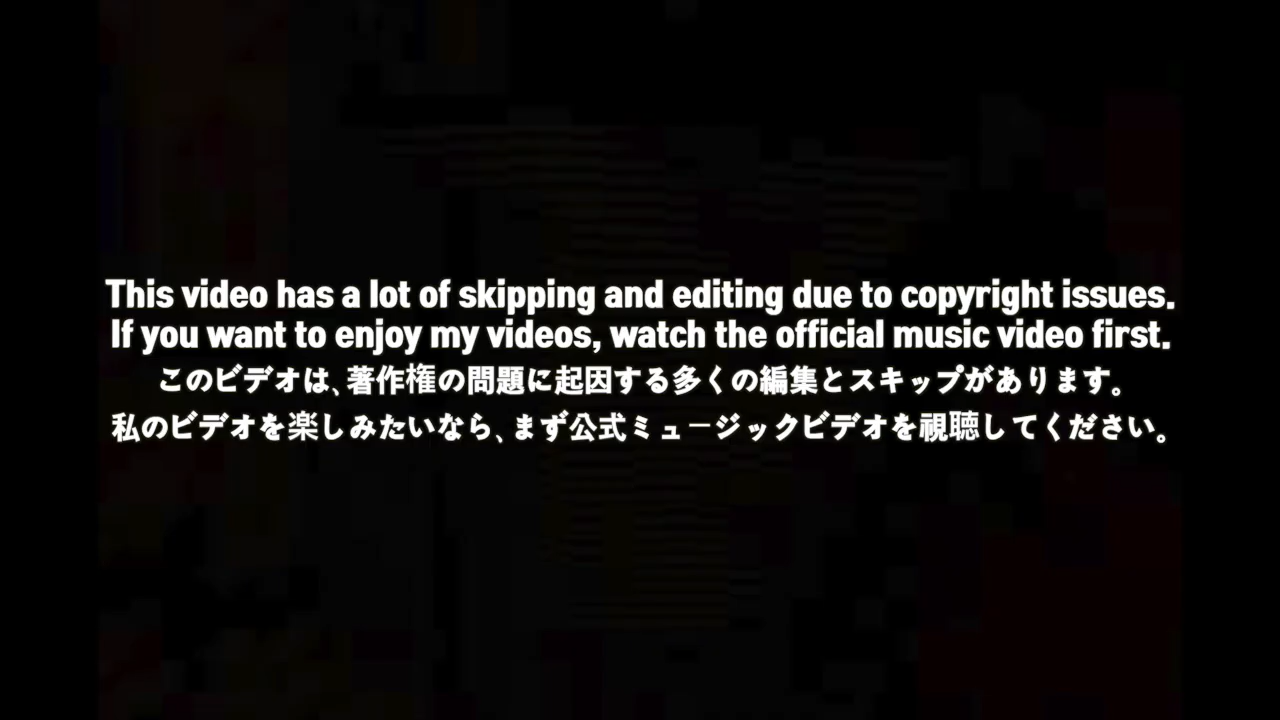 This video has a lot of skipping and editing due to copyright issues.
If you want to enjoy my videos, watch the official music video first.
このビデオは、著作権の問題に起因する多くの編集とスキップがあります。
私のビデオを楽しみたいなら、まず公式ミュージックビデオを視聴してください。